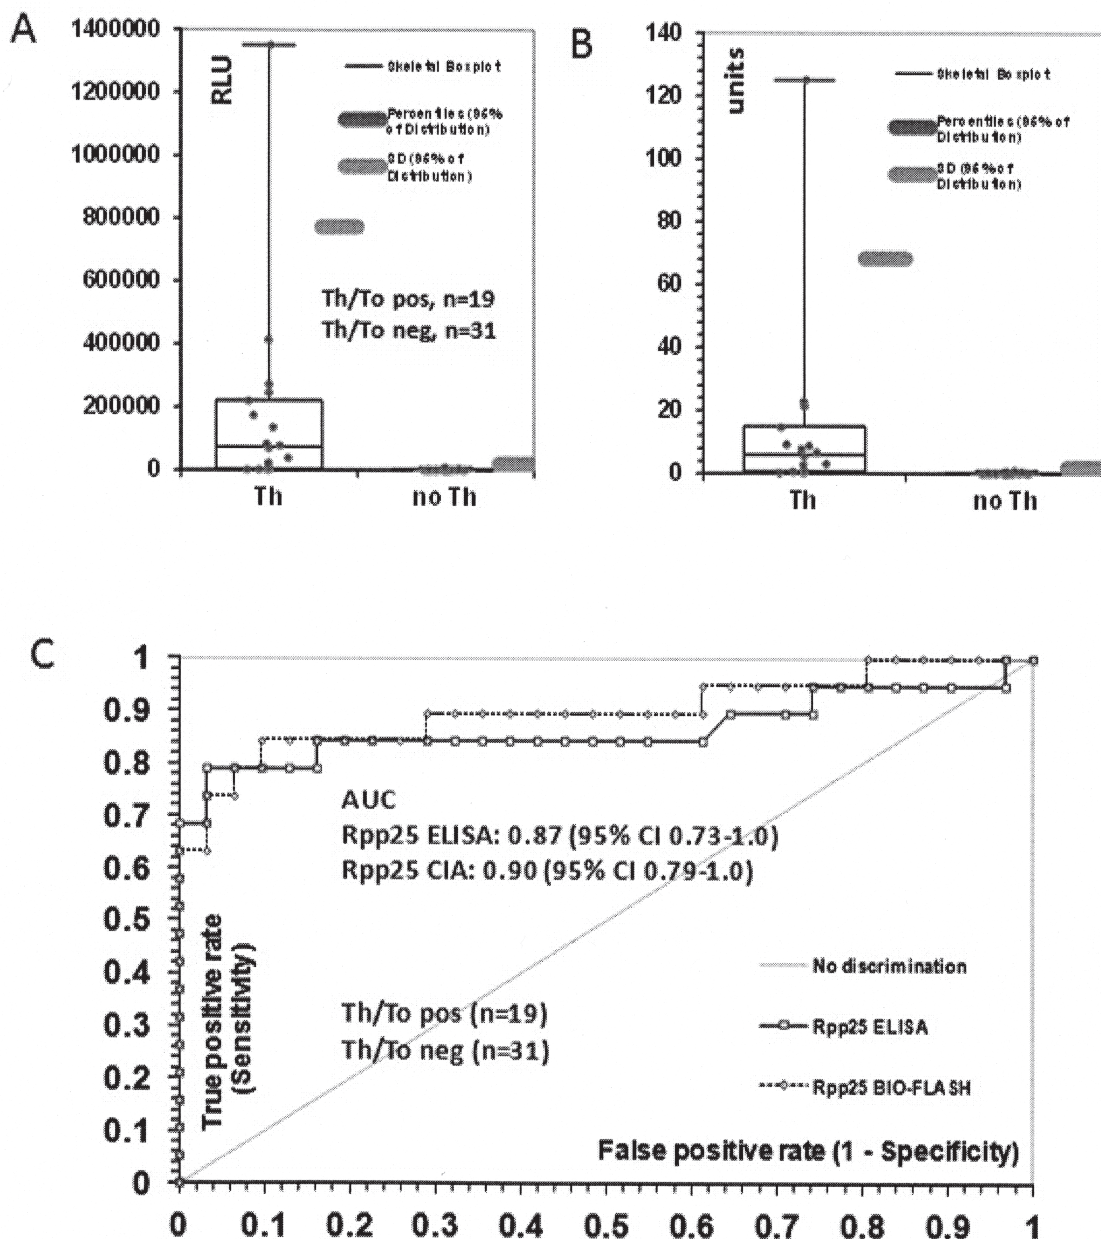 A
1400000
1200000
1000000
800000
600000
400000
200000
0
RLU
Skeletal Boxplot
Percentiles (95%
of Distribution)
SD (95% of
Distribution)
Th/To pos, n=19
Th/To neg, n=31
Th
no Th
B
140
120
100
80
60
40
20
0
units
Skeletal Boxplot
Percentiles (95% of
Distribution)
SD (95% of
Distribution)
Th
no Th
C
1
0.9
0.8
0.7
0.6
0.5
0.4
0.3
0.2
0.1
0
True positive rate
(Sensitivity)
AUC
Rpp25 ELISA: 0.87 (95% CI 0.73-1.0)
Rpp25 CIA: 0.90 (95% CI 0.79-1.0)
Th/To pos (n=19)
Th/To neg (n=31)
No discrimination
Rpp25 ELISA
Rpp25 BIO-FLASH
False positive rate (1 - Specificity)
0 0.1 0.2 0.3 0.4 0.5 0.6 0.7 0.8 0.9 1